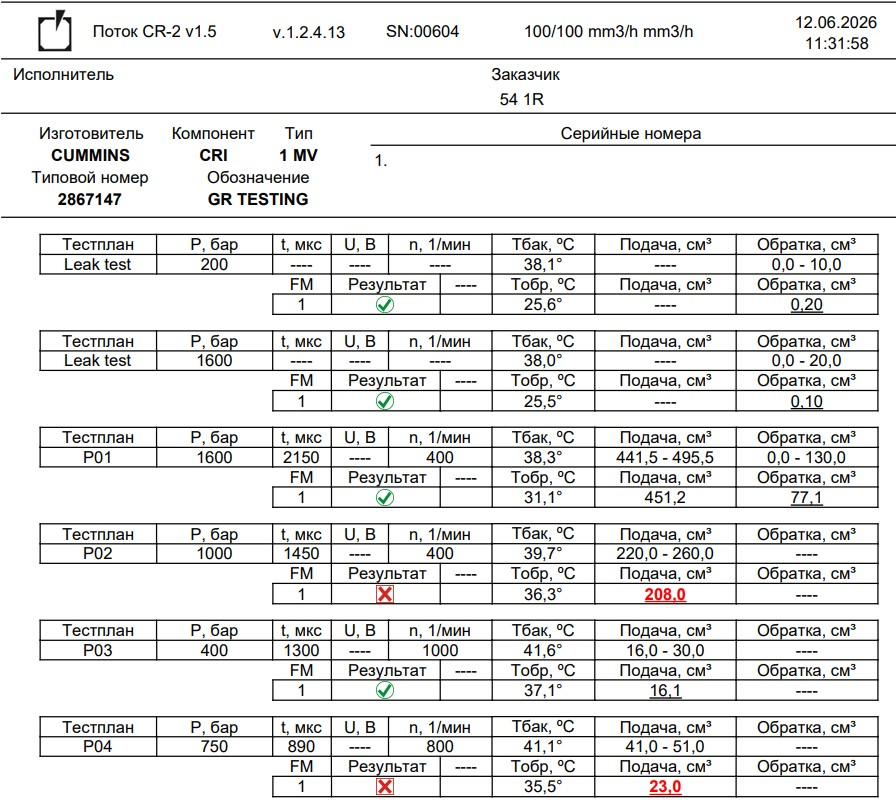 Поток CR-2 v1.5 v.1.2.4.13 SN:00604 100/100 mm3/h mm3/h 12.06.2026
11:31:58
Исполнитель Заказчик
54 1R
Изготовитель Компонент Тип Серийные номера
CUMMINS CRI 1 MV 1.
Типовой номер Обозначение
2867147 GR TESTING
Тестплан P, бар t, мкс U, В n, 1/мин Тбак, ºC Подача, см³ Обратка, см³
Leak test 200 ---- ---- ---- 38,1° ---- 0,0 - 10,0
FM Результат ---- Тобр, ºC Подача, см³ Обратка, см³
1 25,6° ---- 0,20
Тестплан P, бар t, мкс U, В n, 1/мин Тбак, ºC Подача, см³ Обратка, см³
Leak test 1600 ---- ---- ---- 38,0° ---- 0,0 - 20,0
FM Результат ---- Тобр, ºC Подача, см³ Обратка, см³
1 25,5° ---- 0,10
Тестплан P, бар t, мкс U, В n, 1/мин Тбак, ºC Подача, см³ Обратка, см³
P01 1600 2150 ---- 400 38,3° 441,5 - 495,5 0,0 - 130,0
FM Результат ---- Тобр, ºC Подача, см³ Обратка, см³
1 31,1° 451,2 77,1
Тестплан P, бар t, мкс U, В n, 1/мин Тбак, ºC Подача, см³ Обратка, см³
P02 1000 1450 ---- 400 39,7° 220,0 - 260,0 ----
FM Результат ---- Тобр, ºC Подача, см³ Обратка, см³
1 36,3° 208,0 ----
Тестплан P, бар t, мкс U, В n, 1/мин Тбак, ºC Подача, см³ Обратка, см³
P03 400 1300 ---- 1000 41,6° 16,0 - 30,0 ----
FM Результат ---- Тобр, ºC Подача, см³ Обратка, см³
1 37,1° 16,1 ----
Тестплан P, бар t, мкс U, В n, 1/мин Тбак, ºC Подача, см³ Обратка, см³
P04 750 890 ---- 800 41,1° 41,0 - 51,0 ----
FM Результат ---- Тобр, ºC Подача, см³ Обратка, см³
1 35,5° 23,0 ----